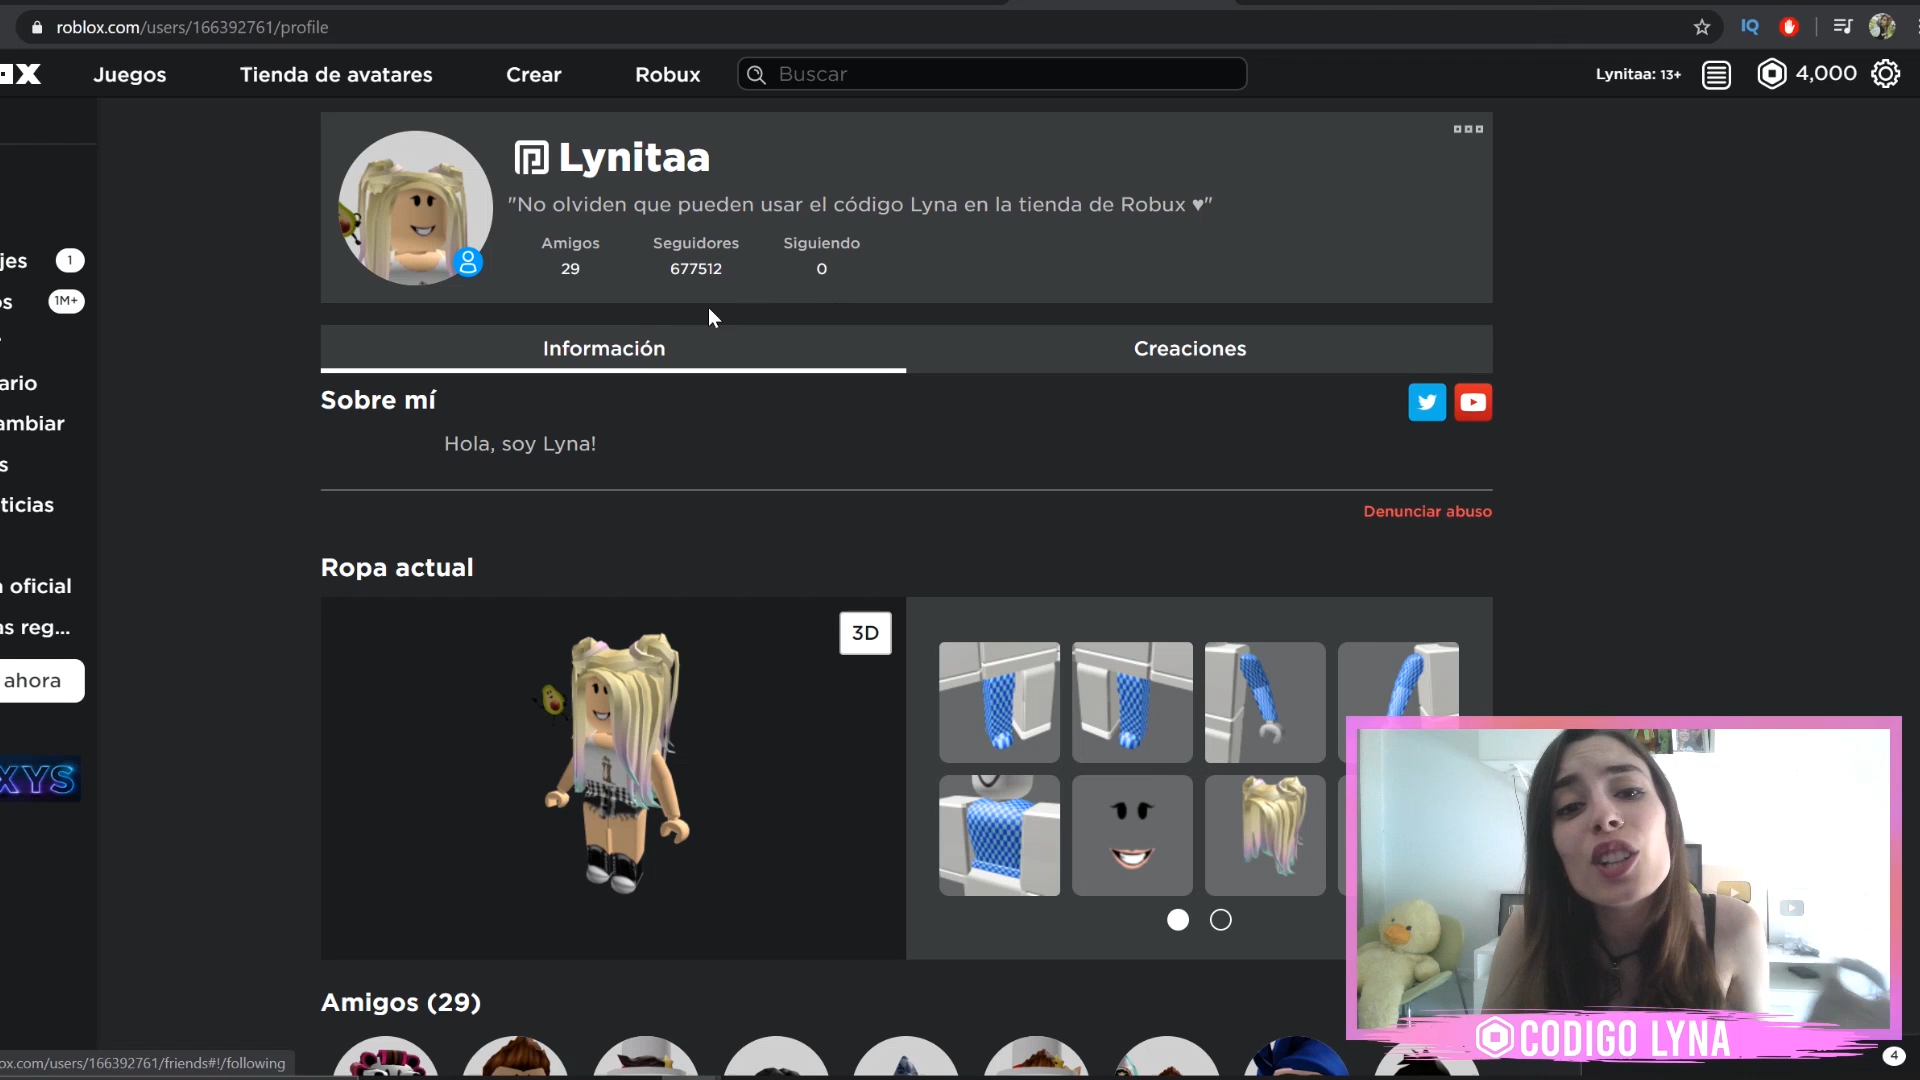 roblox.com/users/166392761/profile
IQ
OX
Juegos
Tienda de avatares
Crear
Robux
Buscar
Lynitaa: 13+
4,000
Lynitaa
"No olviden que pueden usar el código Lyna en la tienda de Robux ♥"
Amigos
Seguidores
Siguiendo
29
677512
0
jes
1
os
1M+
Información
Creaciones
ario
Sobre mí
ambiar
Hola, soy Lyna!
s
ticias
Denunciar abuso
Ropa actual
a oficial
as reg...
3D
ahora
XYS
Amigos (29)
CODIGO LYNA
ox.com/users/166392761/friends#!/following
4